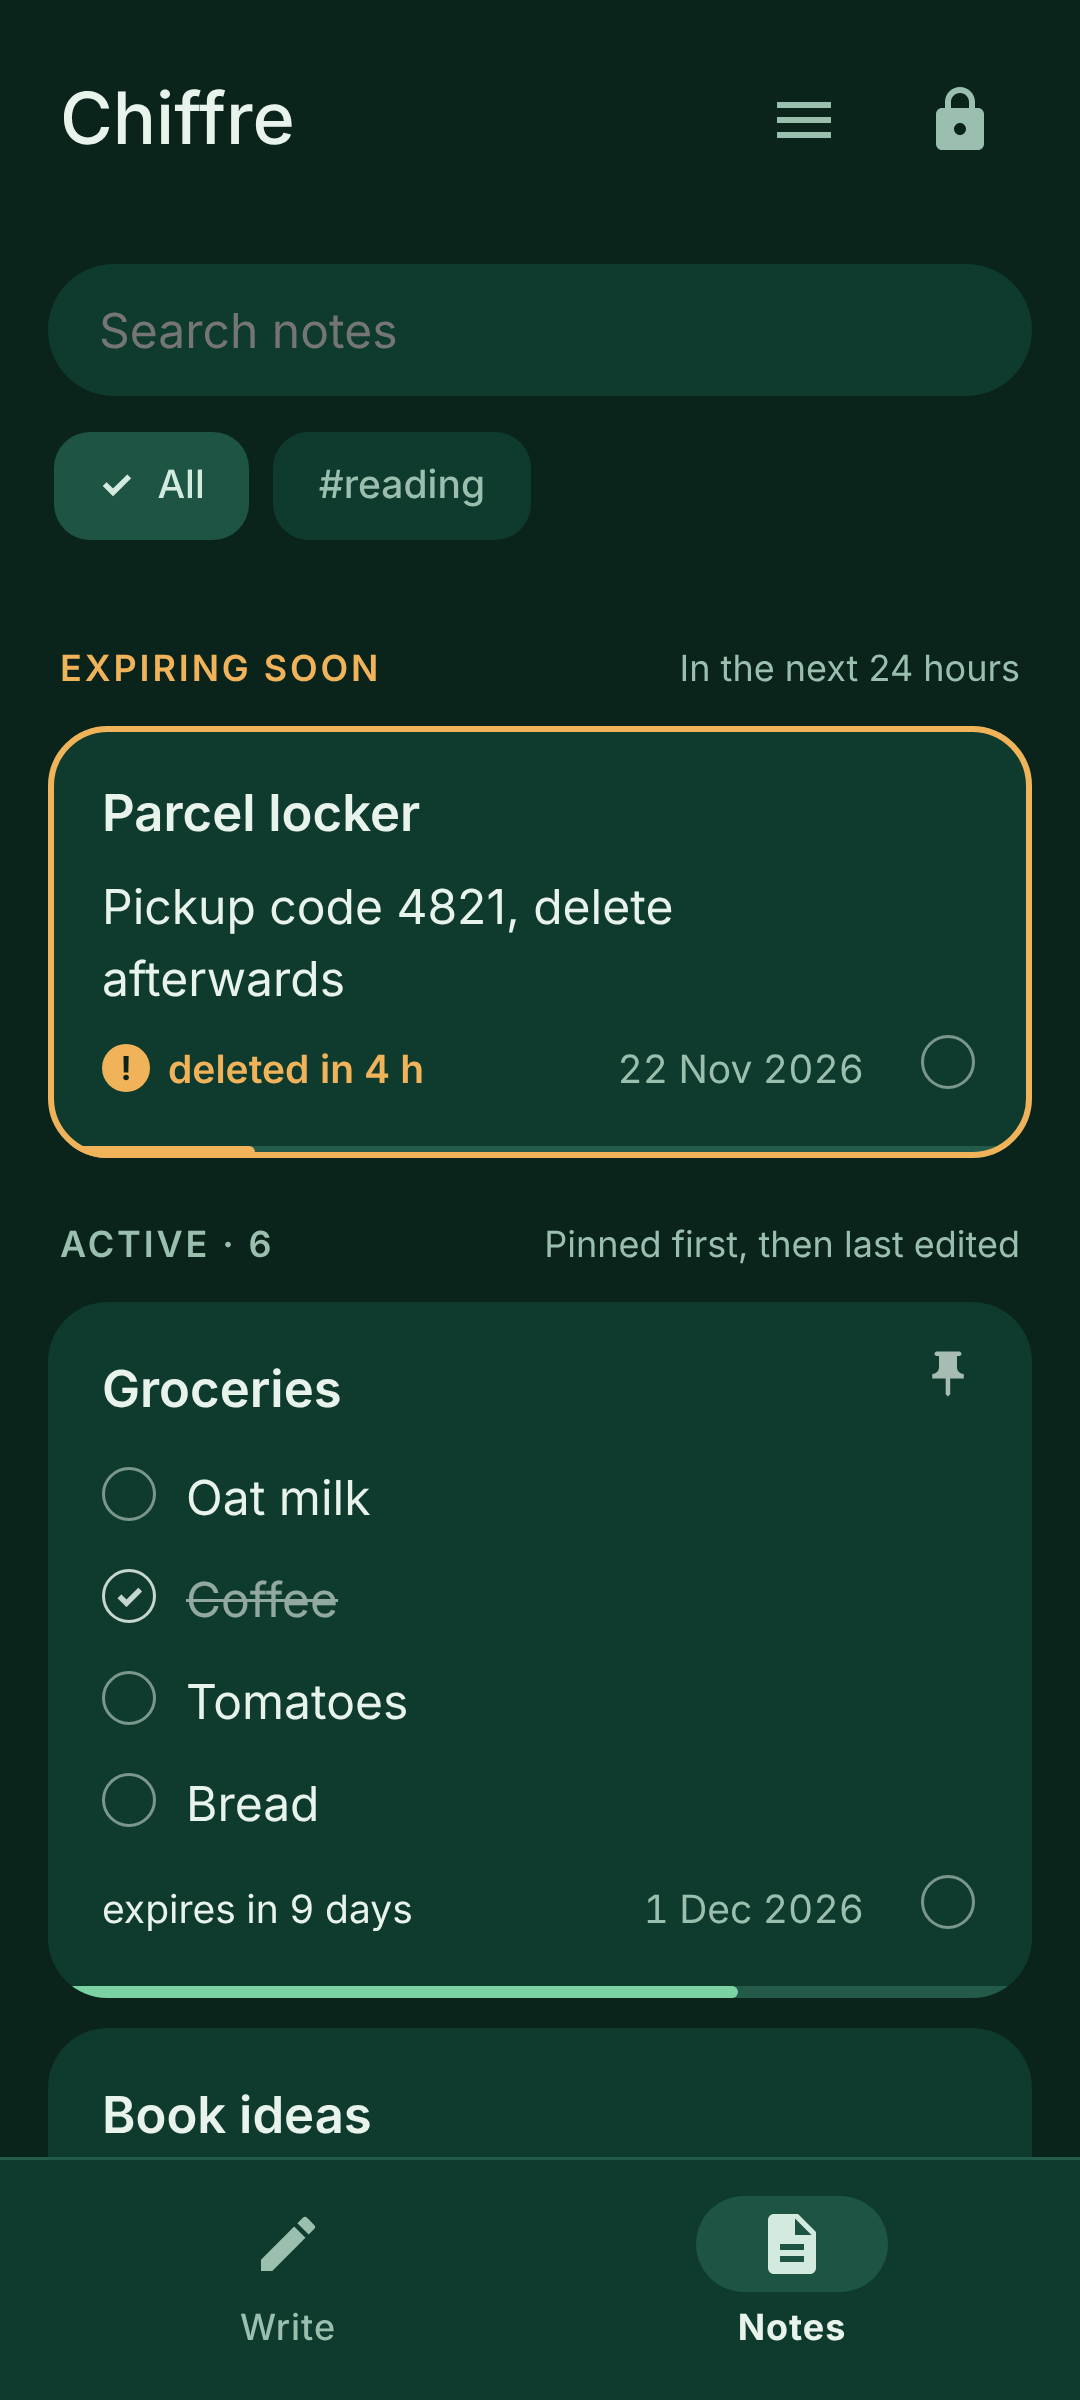 Chiffre
Search notes
All
#reading
EXPIRING SOON
In the next 24 hours
Parcel locker
Pickup code 4821, delete
afterwards
! deleted in 4 h
22 Nov 2026
ACTIVE · 6
Pinned first, then last edited
Groceries
Oat milk
Coffee
Tomatoes
Bread
expires in 9 days
1 Dec 2026
Book ideas
Write
Notes